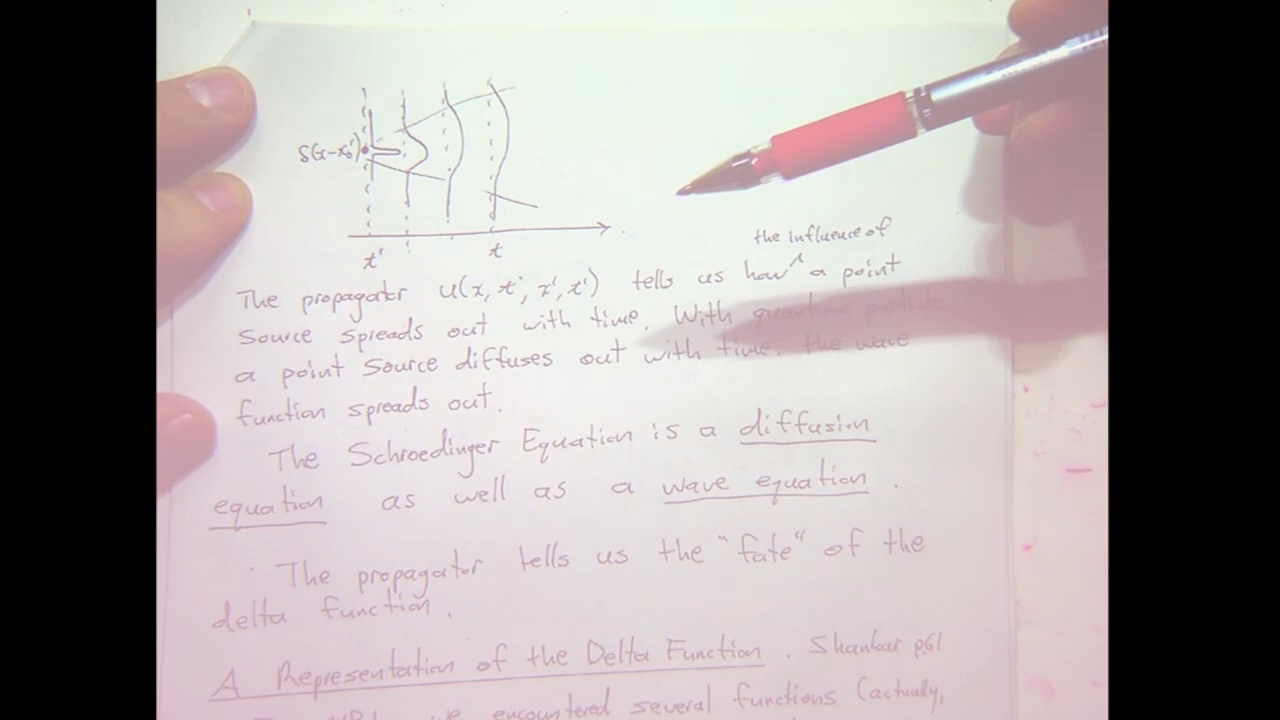 δ(x-x₀')
t'
t
the influence of
The propagator U(x, t; x', t') tells us how ^ a point
source spreads out with time. With quantum particle
a point source diffuses out with time: the wave
function spreads out.
The Schroedinger Equation is a diffusion
equation as well as a wave equation.
The propagator tells us the "fate" of the
delta function.
A Representation of the Delta Function. Shankar p61
we encountered several functions (actually,